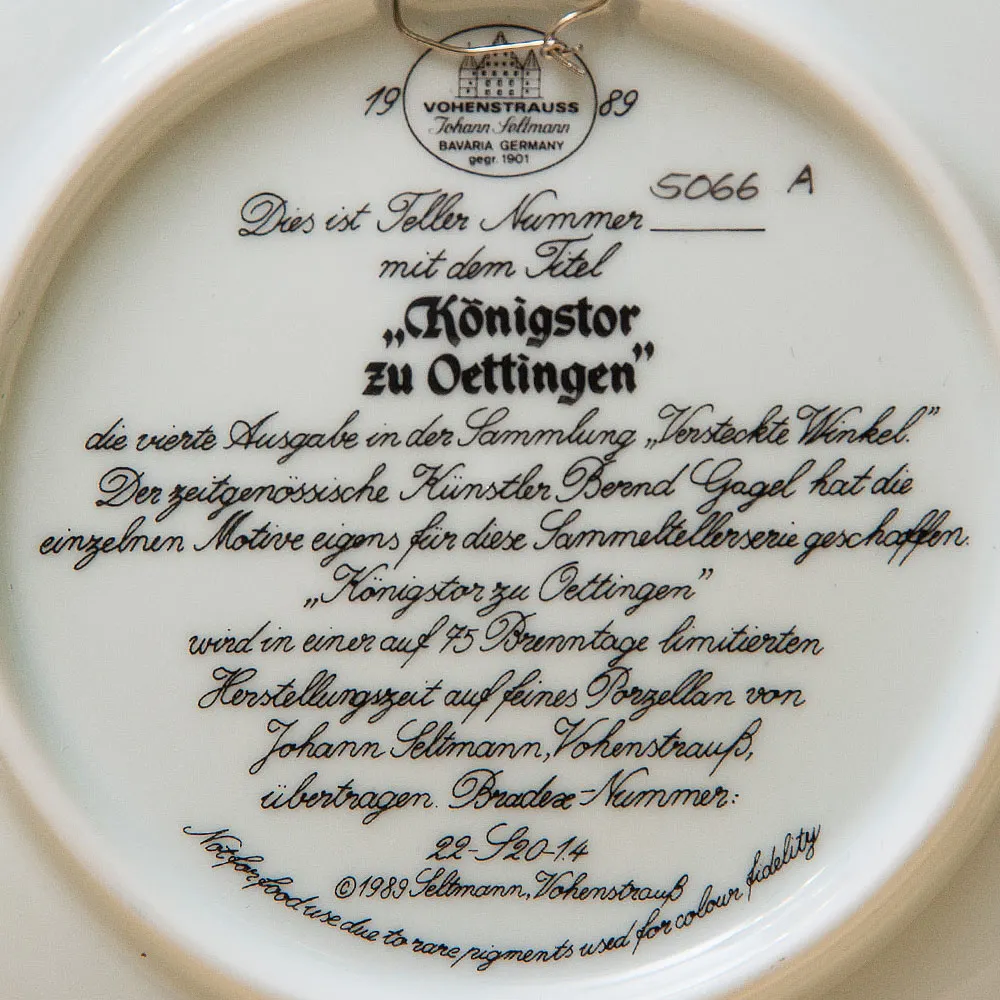 19 89
VOHENSTRAUSS
Johann Seltmann
BAVARIA GERMANY
gegr. 1901
5066 A
Dies ist Teller Nummer
mit dem Titel
„Königstor
zu Oettingen”
die vierte Ausgabe in der Sammlung „Versteckte Winkel.”
Der zeitgenössische Künstler Bernd Gagel hat die
einzelnen Motive eigens für diese Sammeltellerserie geschaffen.
„Königstor zu Oettingen”
wird in einer auf 75 Brenntage limitierten
Herstellungszeit auf feines Porzellan von
Johann Seltmann, Vohenstrauß,
übertragen. Bradex-Nummer:
22-S20-1.4
©1989 Seltmann, Vohenstrauß
Not for food use due to rare pigments used for colour fidelity